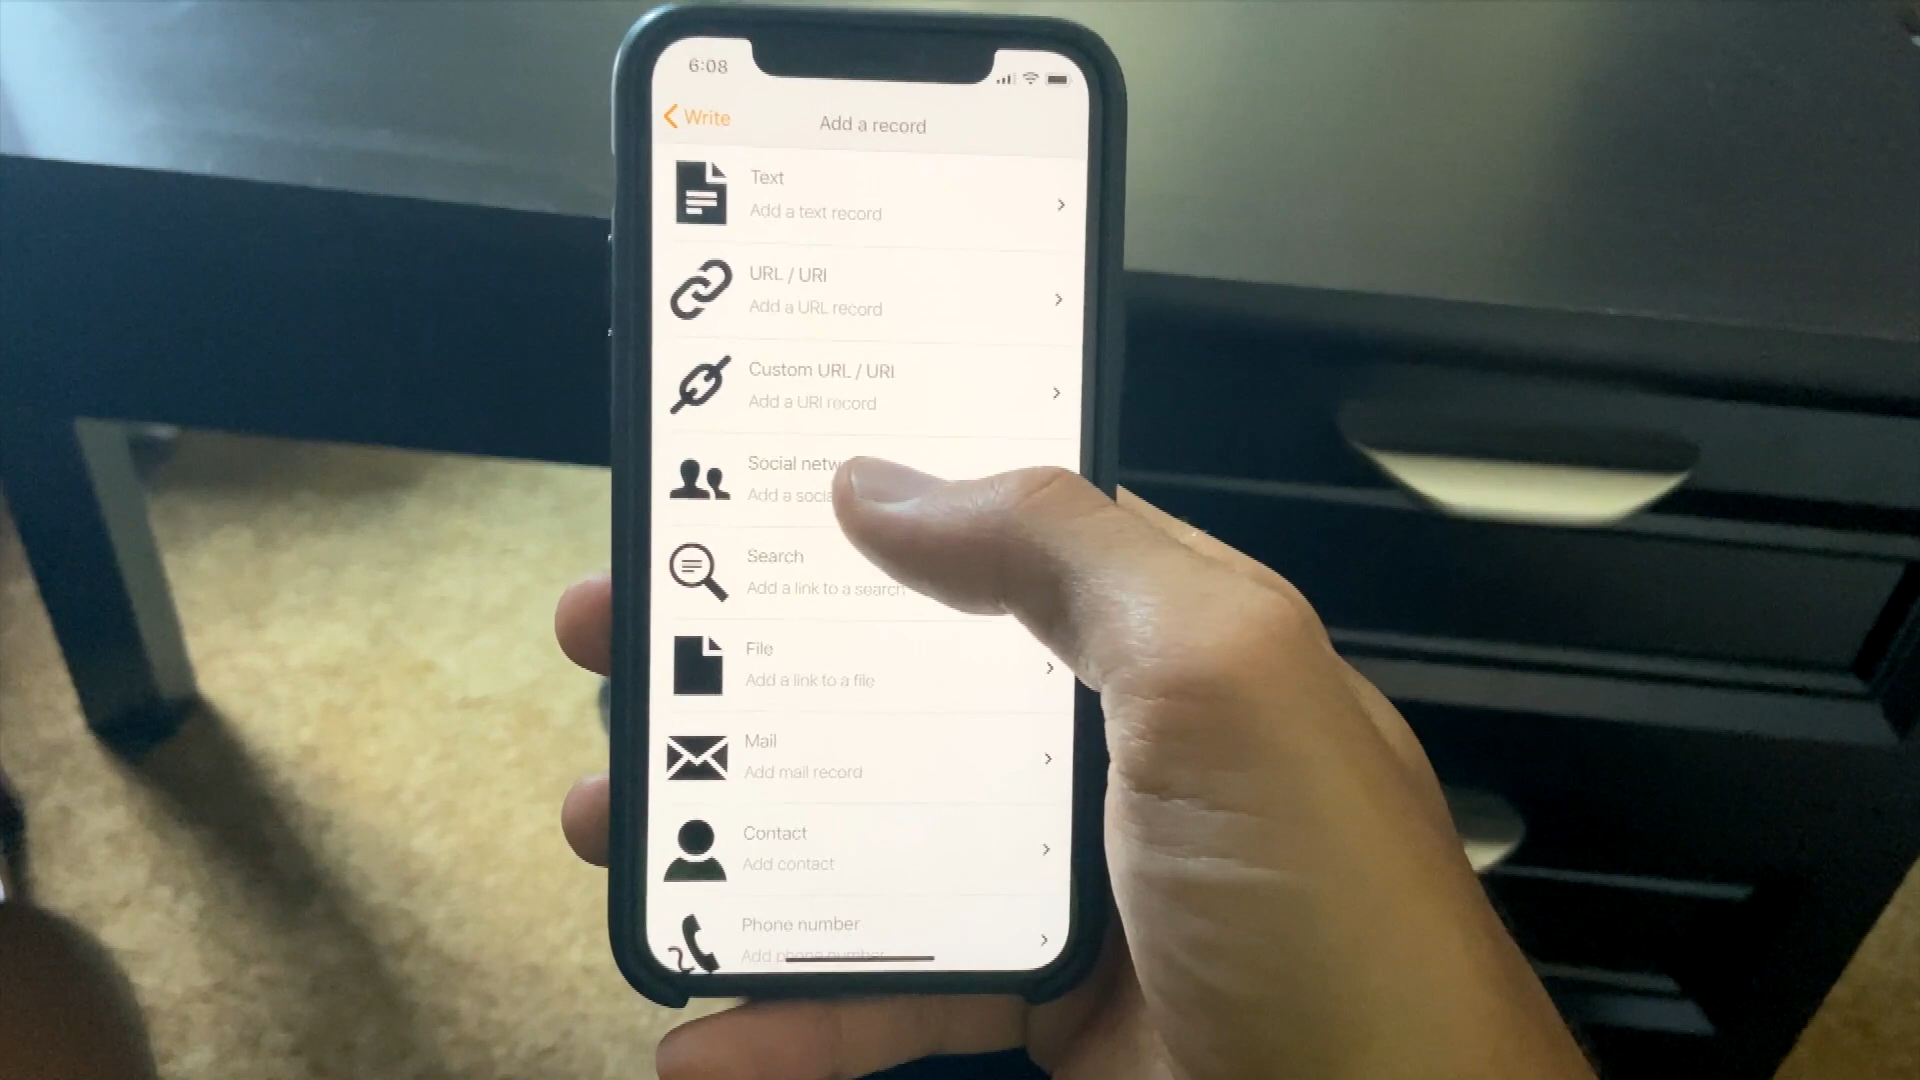 6:08
Write
Add a record
Text
Add a text record
URL / URI
Add a URL record
Custom URL / URI
Add a URI record
Social
Add a
Search
Add a link to a search
File
Add a link to a file
Mail
Add mail record
Contact
Add contact
Phone number
Add phone number